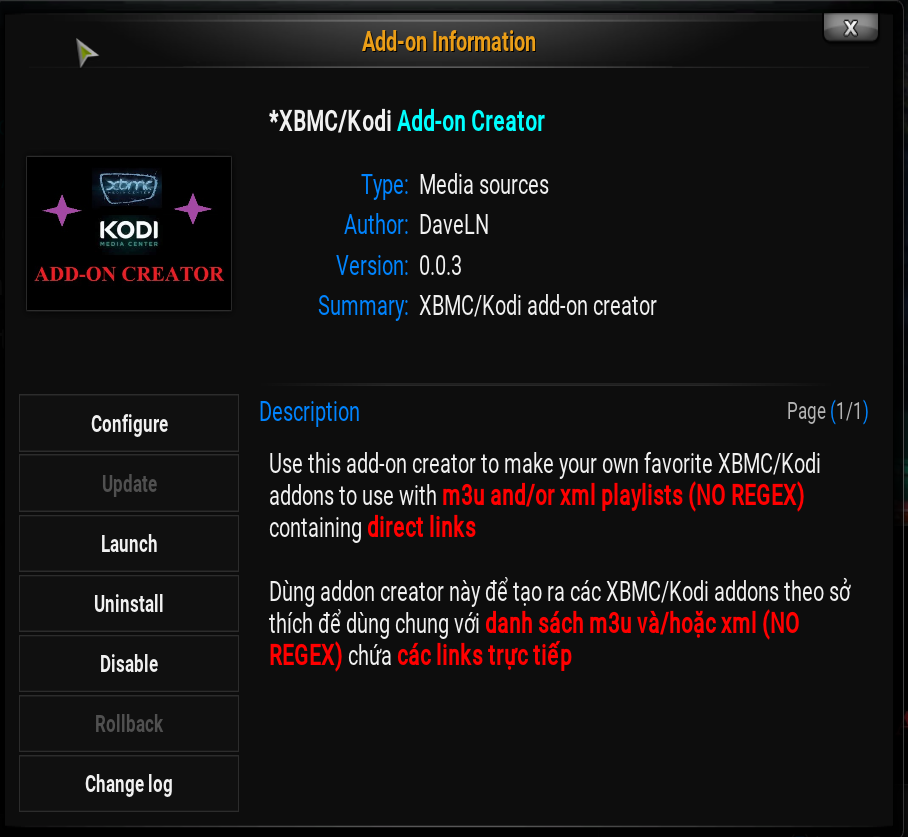 Add-on Information
X
*XBMC/Kodi Add-on Creator
xbmc
MEDIA CENTER
KODI
MEDIA CENTER
ADD-ON CREATOR
Type: Media sources
Author: DaveLN
Version: 0.0.3
Summary: XBMC/Kodi add-on creator
Configure
Update
Launch
Uninstall
Disable
Rollback
Change log
Description
Page (1/1)
Use this add-on creator to make your own favorite XBMC/Kodi
addons to use with m3u and/or xml playlists (NO REGEX)
containing direct links
Dùng addon creator này để tạo ra các XBMC/Kodi addons theo sở
thích để dùng chung với danh sách m3u và/hoặc xml (NO
REGEX) chứa các links trực tiếp